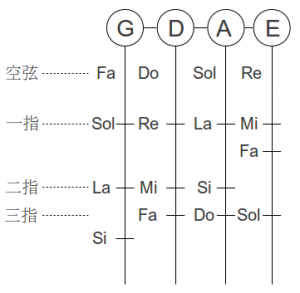 G D A E
空弦 Fa Do Sol Re
一指 Sol Re La Mi
Fa
二指 La Mi Si
三指 Fa Do Sol
Si